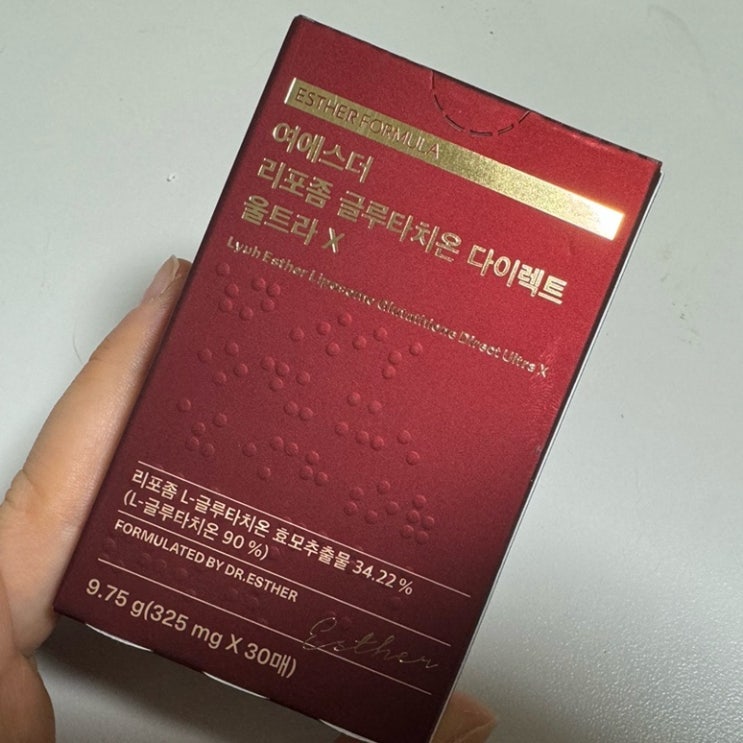 ESTHER FORMULA
여에스더
리포좀 글루타치온 다이렉트
울트라 X
Lyuh Esther Liposome Glutathione Direct Ultra X
리포좀 L-글루타치온 효모추출물 34.22 %
(L-글루타치온 90 %)
FORMULATED BY DR.ESTHER
9.75 g(325 mg X 30매)
Esther